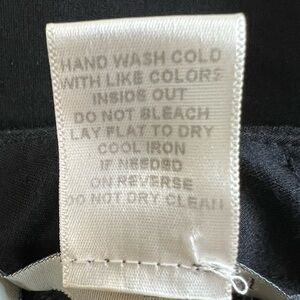 HAND WASH COLD
WITH LIKE COLORS
INSIDE OUT
DO NOT BLEACH
LAY FLAT TO DRY
COOL IRON
IF NEEDED
ON REVERSE
DO NOT DRY CLEAN